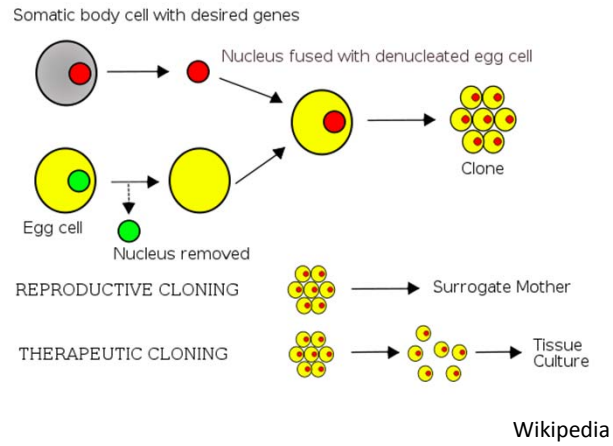 Somatic body cell with desired genes
Nucleus fused with denucleated egg cell
Clone
Egg cell
Nucleus removed
REPRODUCTIVE CLONING
Surrogate Mother
THERAPEUTIC CLONING
Tissue
Culture
Wikipedia